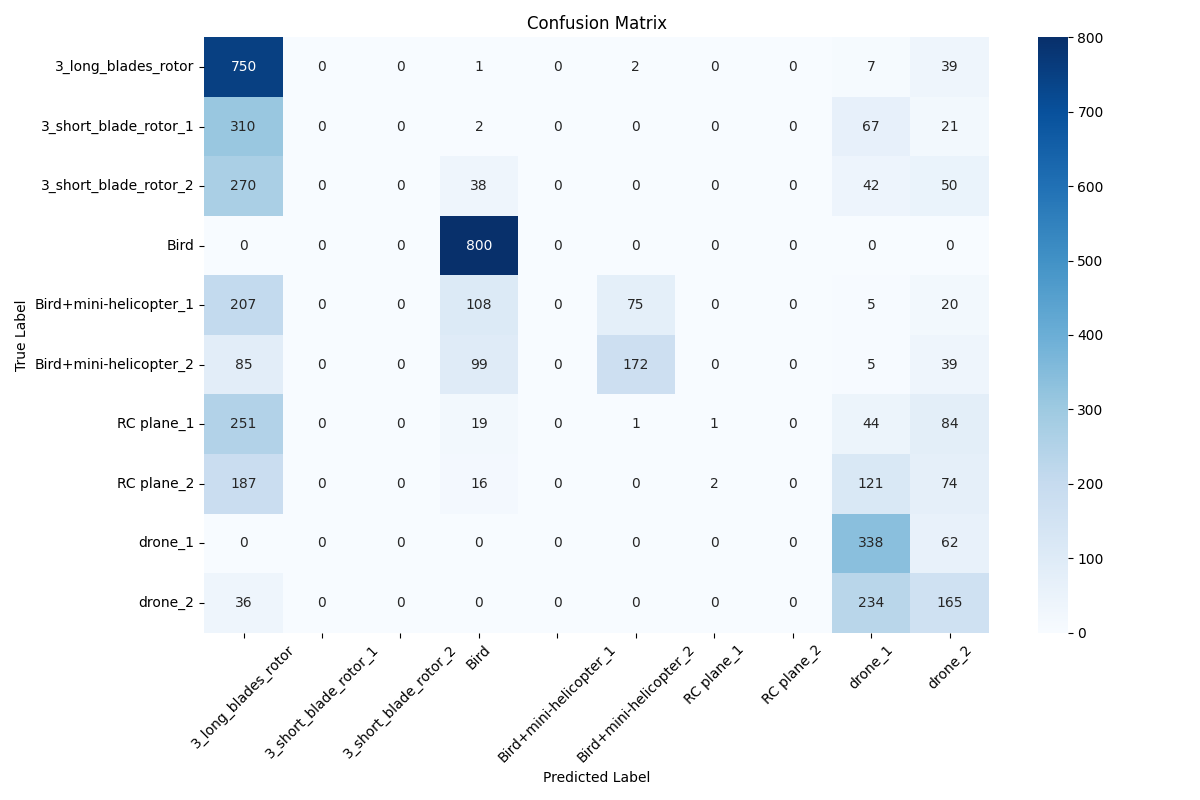 Confusion Matrix
True Label
3_long_blades_rotor 750 0 0 1 0 2 0 0 7 39
3_short_blade_rotor_1 310 0 0 2 0 0 0 0 67 21
3_short_blade_rotor_2 270 0 0 38 0 0 0 0 42 50
Bird 0 0 0 800 0 0 0 0 0 0
Bird+mini-helicopter_1 207 0 0 108 0 75 0 0 5 20
Bird+mini-helicopter_2 85 0 0 99 0 172 0 0 5 39
RC plane_1 251 0 0 19 0 1 1 0 44 84
RC plane_2 187 0 0 16 0 0 2 0 121 74
drone_1 0 0 0 0 0 0 0 0 338 62
drone_2 36 0 0 0 0 0 0 0 234 165
3_long_blades_rotor
3_short_blade_rotor_1
3_short_blade_rotor_2
Bird
Bird+mini-helicopter_1
Bird+mini-helicopter_2
RC plane_1
RC plane_2
drone_1
drone_2
Predicted Label
800
700
600
500
400
300
200
100
0